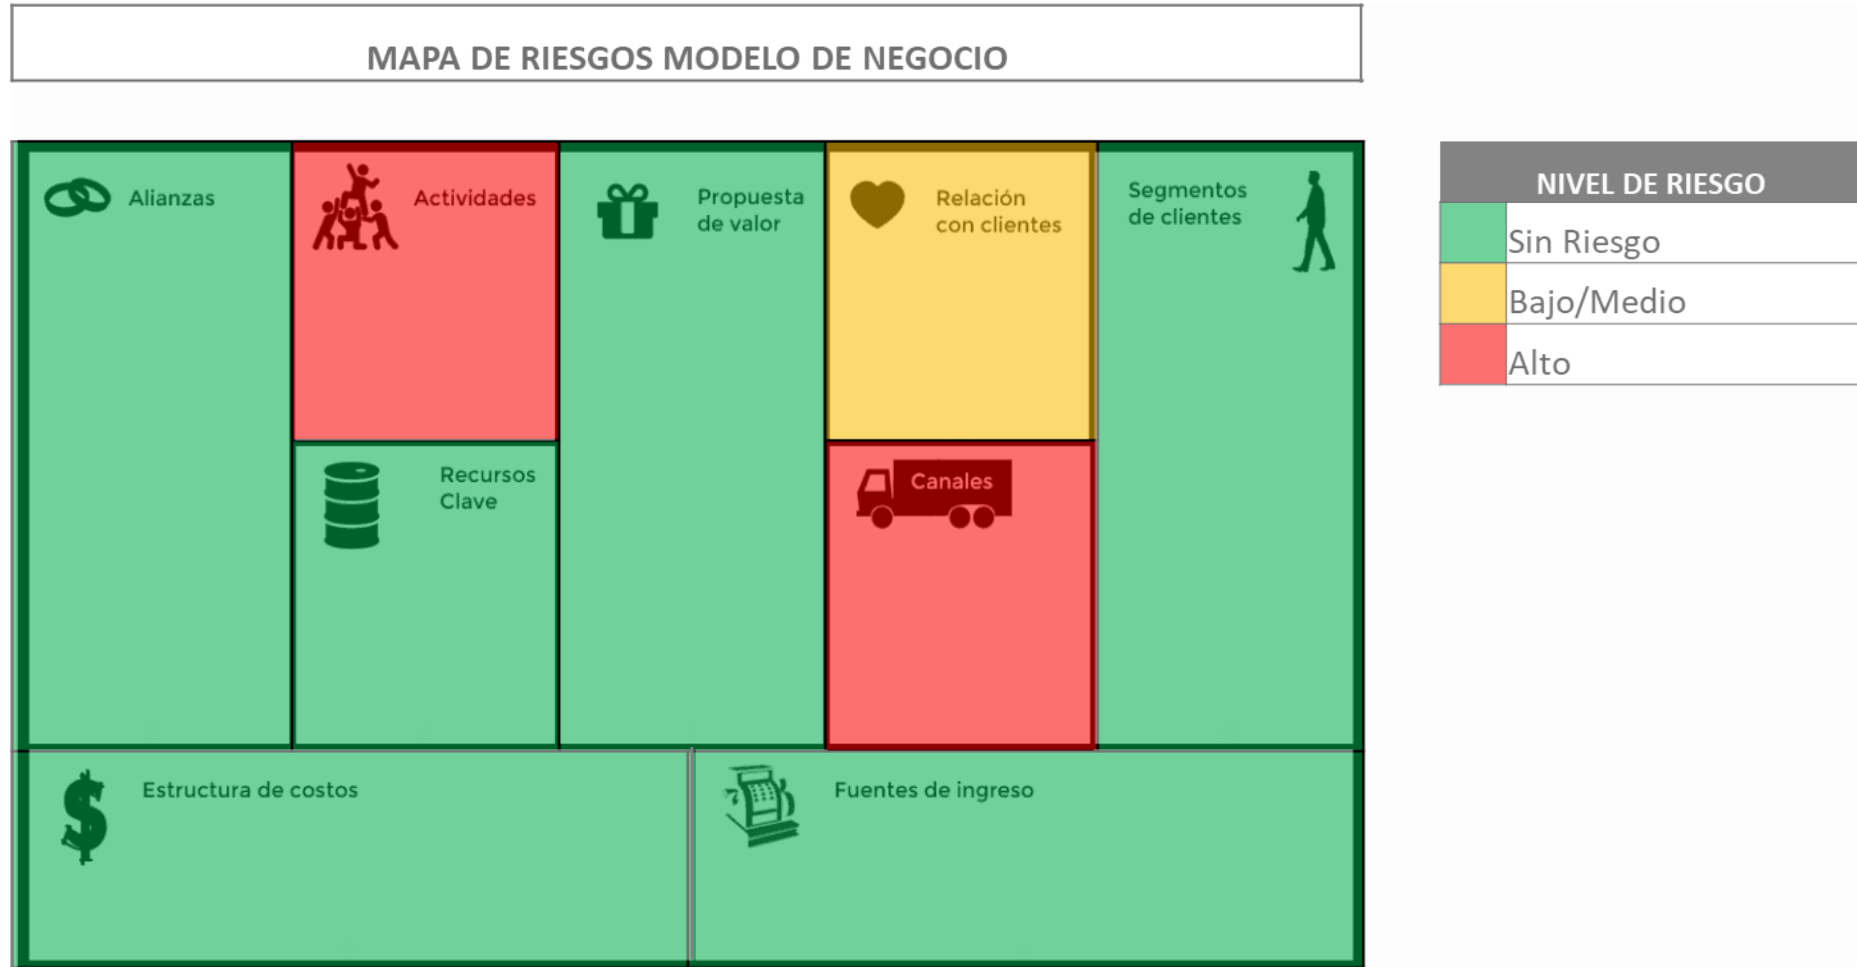 MAPA DE RIESGOS MODELO DE NEGOCIO
Alianzas
Actividades
Recursos
Clave
Propuesta
de valor
Relación
con clientes
Canales
Segmentos
de clientes
Estructura de costos
Fuentes de ingreso
NIVEL DE RIESGO
Sin Riesgo
Bajo/Medio
Alto